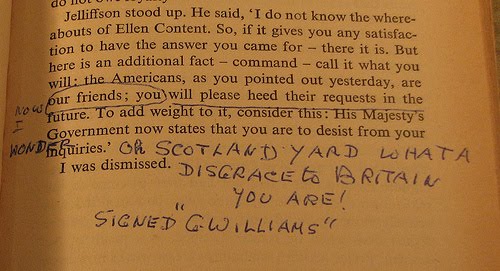 do not
Jelliffson stood up. He said, 'I do not know the where-
abouts of Ellen Content. So, if it gives you any satisfac-
tion to have the answer you came for – there it is. But
here is an additional fact – command – call it what you
will: the Americans, as you pointed out yesterday, are
our friends; you will please heed their requests in the
future. To add weight to it, consider this: His Majesty's
Government now states that you are to desist from your
inquiries.' OR SCOTLAND YARD WHAT A
I was dismissed. DISGRACE to BRITAIN
YOU ARE!
SIGNED "G WILLIAMS"
NOW
I
WONDER